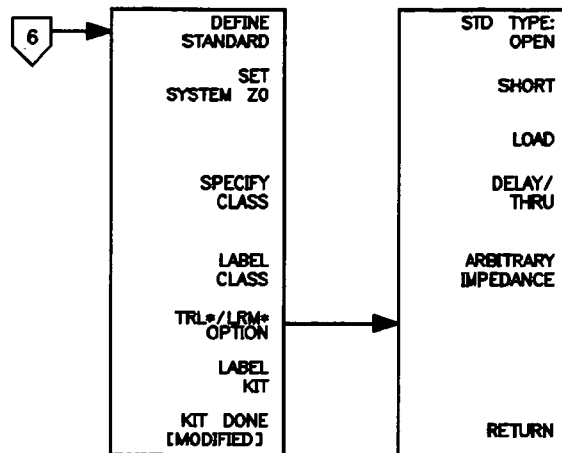 6
DEFINE
STANDARD
SET
SYSTEM Z0
SPECIFY
CLASS
LABEL
CLASS
TRL*/LRM*
OPTION
LABEL
KIT
KIT DONE
[MODIFIED]
STD TYPE:
OPEN
SHORT
LOAD
DELAY/
THRU
ARBITRARY
IMPEDANCE
RETURN